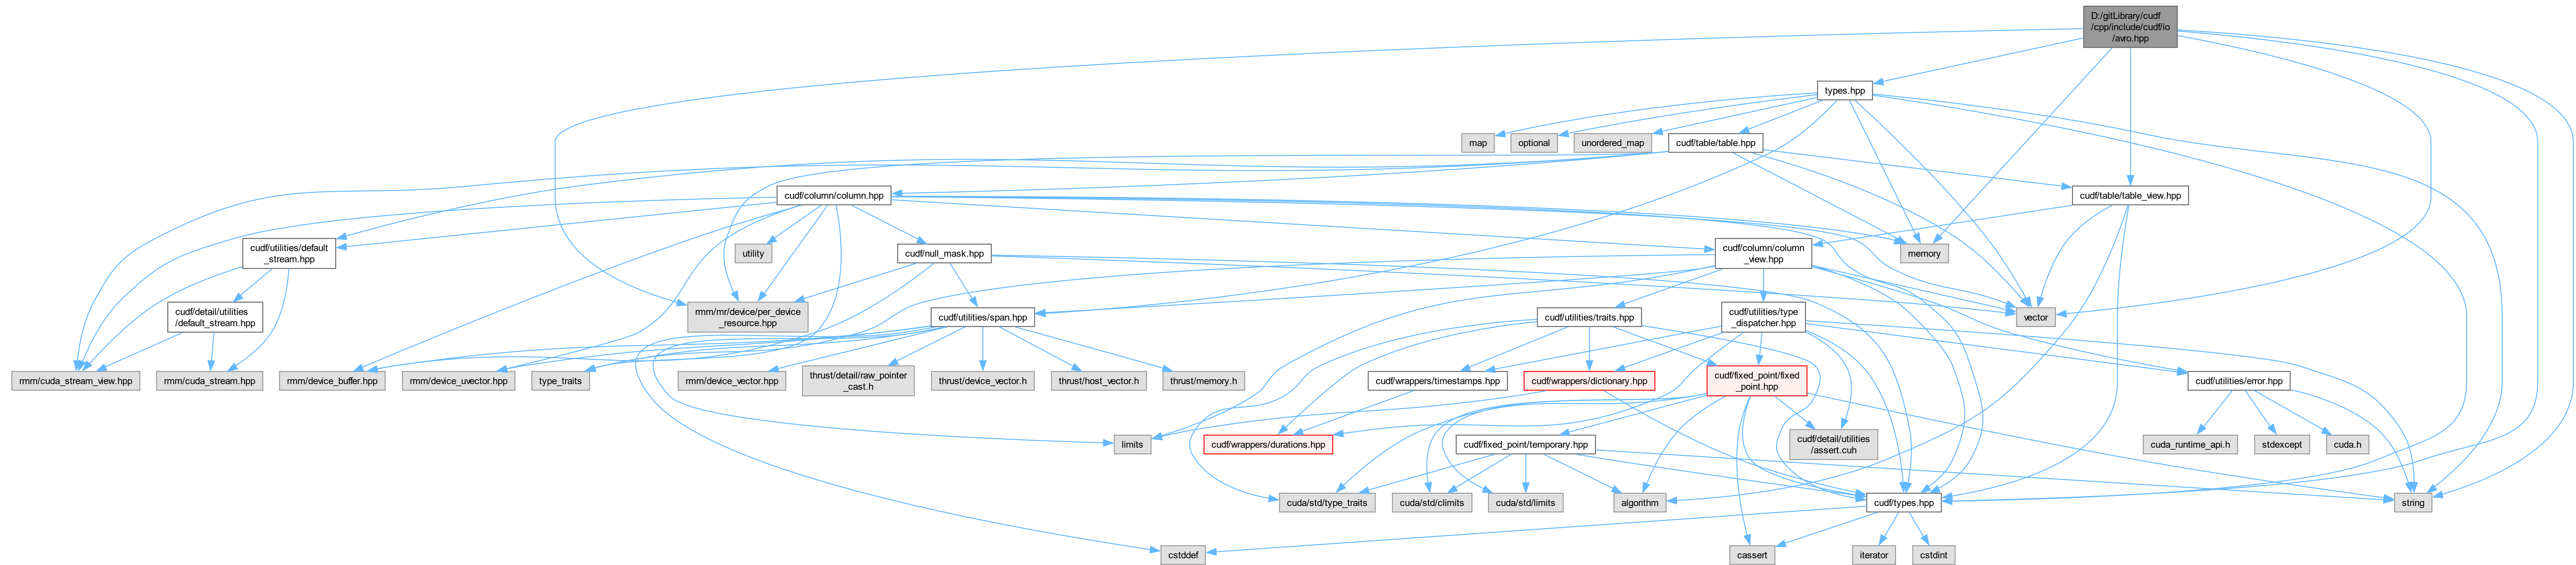 D:/gitLibrary/cudf
/cpp/include/cudf/io
/avro.hpp
types.hpp
map
optional
unordered_map
cudf/table/table.hpp
cudf/column/column.hpp
cudf/table/table_view.hpp
cudf/utilities/default
_stream.hpp
utility
cudf/null_mask.hpp
cudf/column/column
_view.hpp
memory
cudf/detail/utilities
/default_stream.hpp
rmm/mr/device/per_device
_resource.hpp
cudf/utilities/span.hpp
cudf/utilities/traits.hpp
cudf/utilities/type
_dispatcher.hpp
vector
rmm/cuda_stream_view.hpp
rmm/cuda_stream.hpp
rmm/device_buffer.hpp
rmm/device_uvector.hpp
type_traits
rmm/device_vector.hpp
thrust/detail/raw_pointer
_cast.h
thrust/device_vector.h
thrust/host_vector.h
thrust/memory.h
cudf/wrappers/timestamps.hpp
cudf/wrappers/dictionary.hpp
cudf/fixed_point/fixed
_point.hpp
cudf/utilities/error.hpp
limits
cudf/wrappers/durations.hpp
cudf/fixed_point/temporary.hpp
cudf/detail/utilities
/assert.cuh
cuda_runtime_api.h
stdexcept
cuda.h
cuda/std/type_traits
cuda/std/climits
cuda/std/limits
algorithm
cudf/types.hpp
string
cstddef
cassert
iterator
cstdint